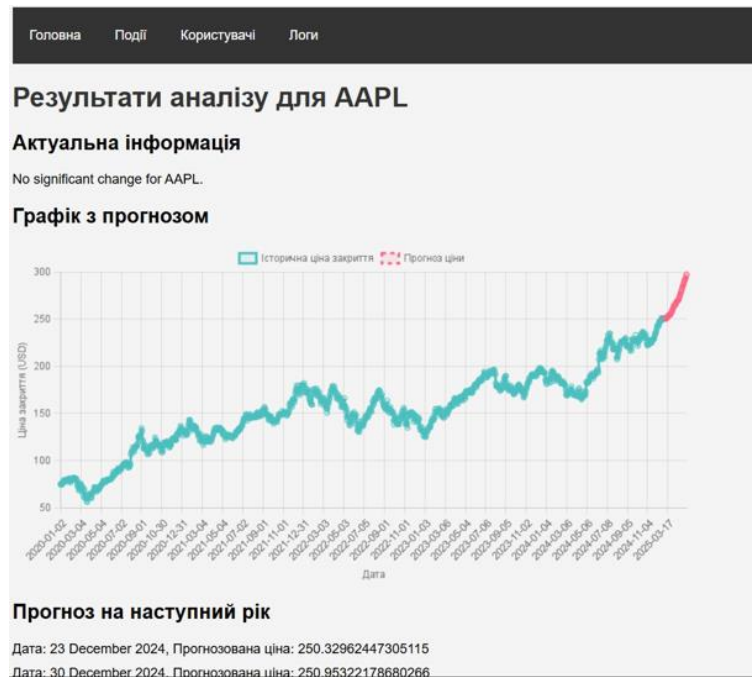 Головна Події Користувачі Логи
Результати аналізу для AAPL
Актуальна інформація
No significant change for AAPL.
Графік з прогнозом
Історична ціна закриття Прогноз ціни
300
250
200
150
100
50
Ціна закриття (USD)
2020-01-02 2020-03-04 2020-05-04 2020-07-02 2020-09-01 2020-10-30 2020-12-31 2021-03-04 2021-05-04 2021-07-02 2021-09-01 2021-11-01 2021-12-31 2022-03-03 2022-05-03 2022-07-05 2022-09-01 2022-11-01 2023-01-03 2023-03-06 2023-05-04 2023-07-06 2023-09-05 2023-11-02 2024-01-04 2024-03-06 2024-05-06 2024-07-08 2024-09-05 2024-11-04 2025-03-17
Дата
Прогноз на наступний рік
Дата: 23 December 2024, Прогнозована ціна: 250.32962447305115
Дата: 30 December 2024, Прогнозована ціна: 250.95322178680266